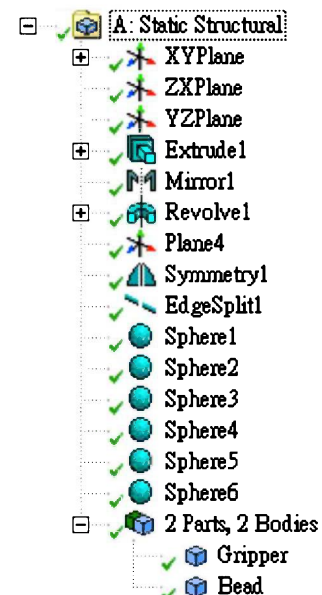 A: Static Structural
XYPlane
ZXPlane
YZPlane
Extrude1
Mirror1
Revolve1
Plane4
Symmetry1
EdgeSplit1
Sphere1
Sphere2
Sphere3
Sphere4
Sphere5
Sphere6
2 Parts, 2 Bodies
Gripper
Bead